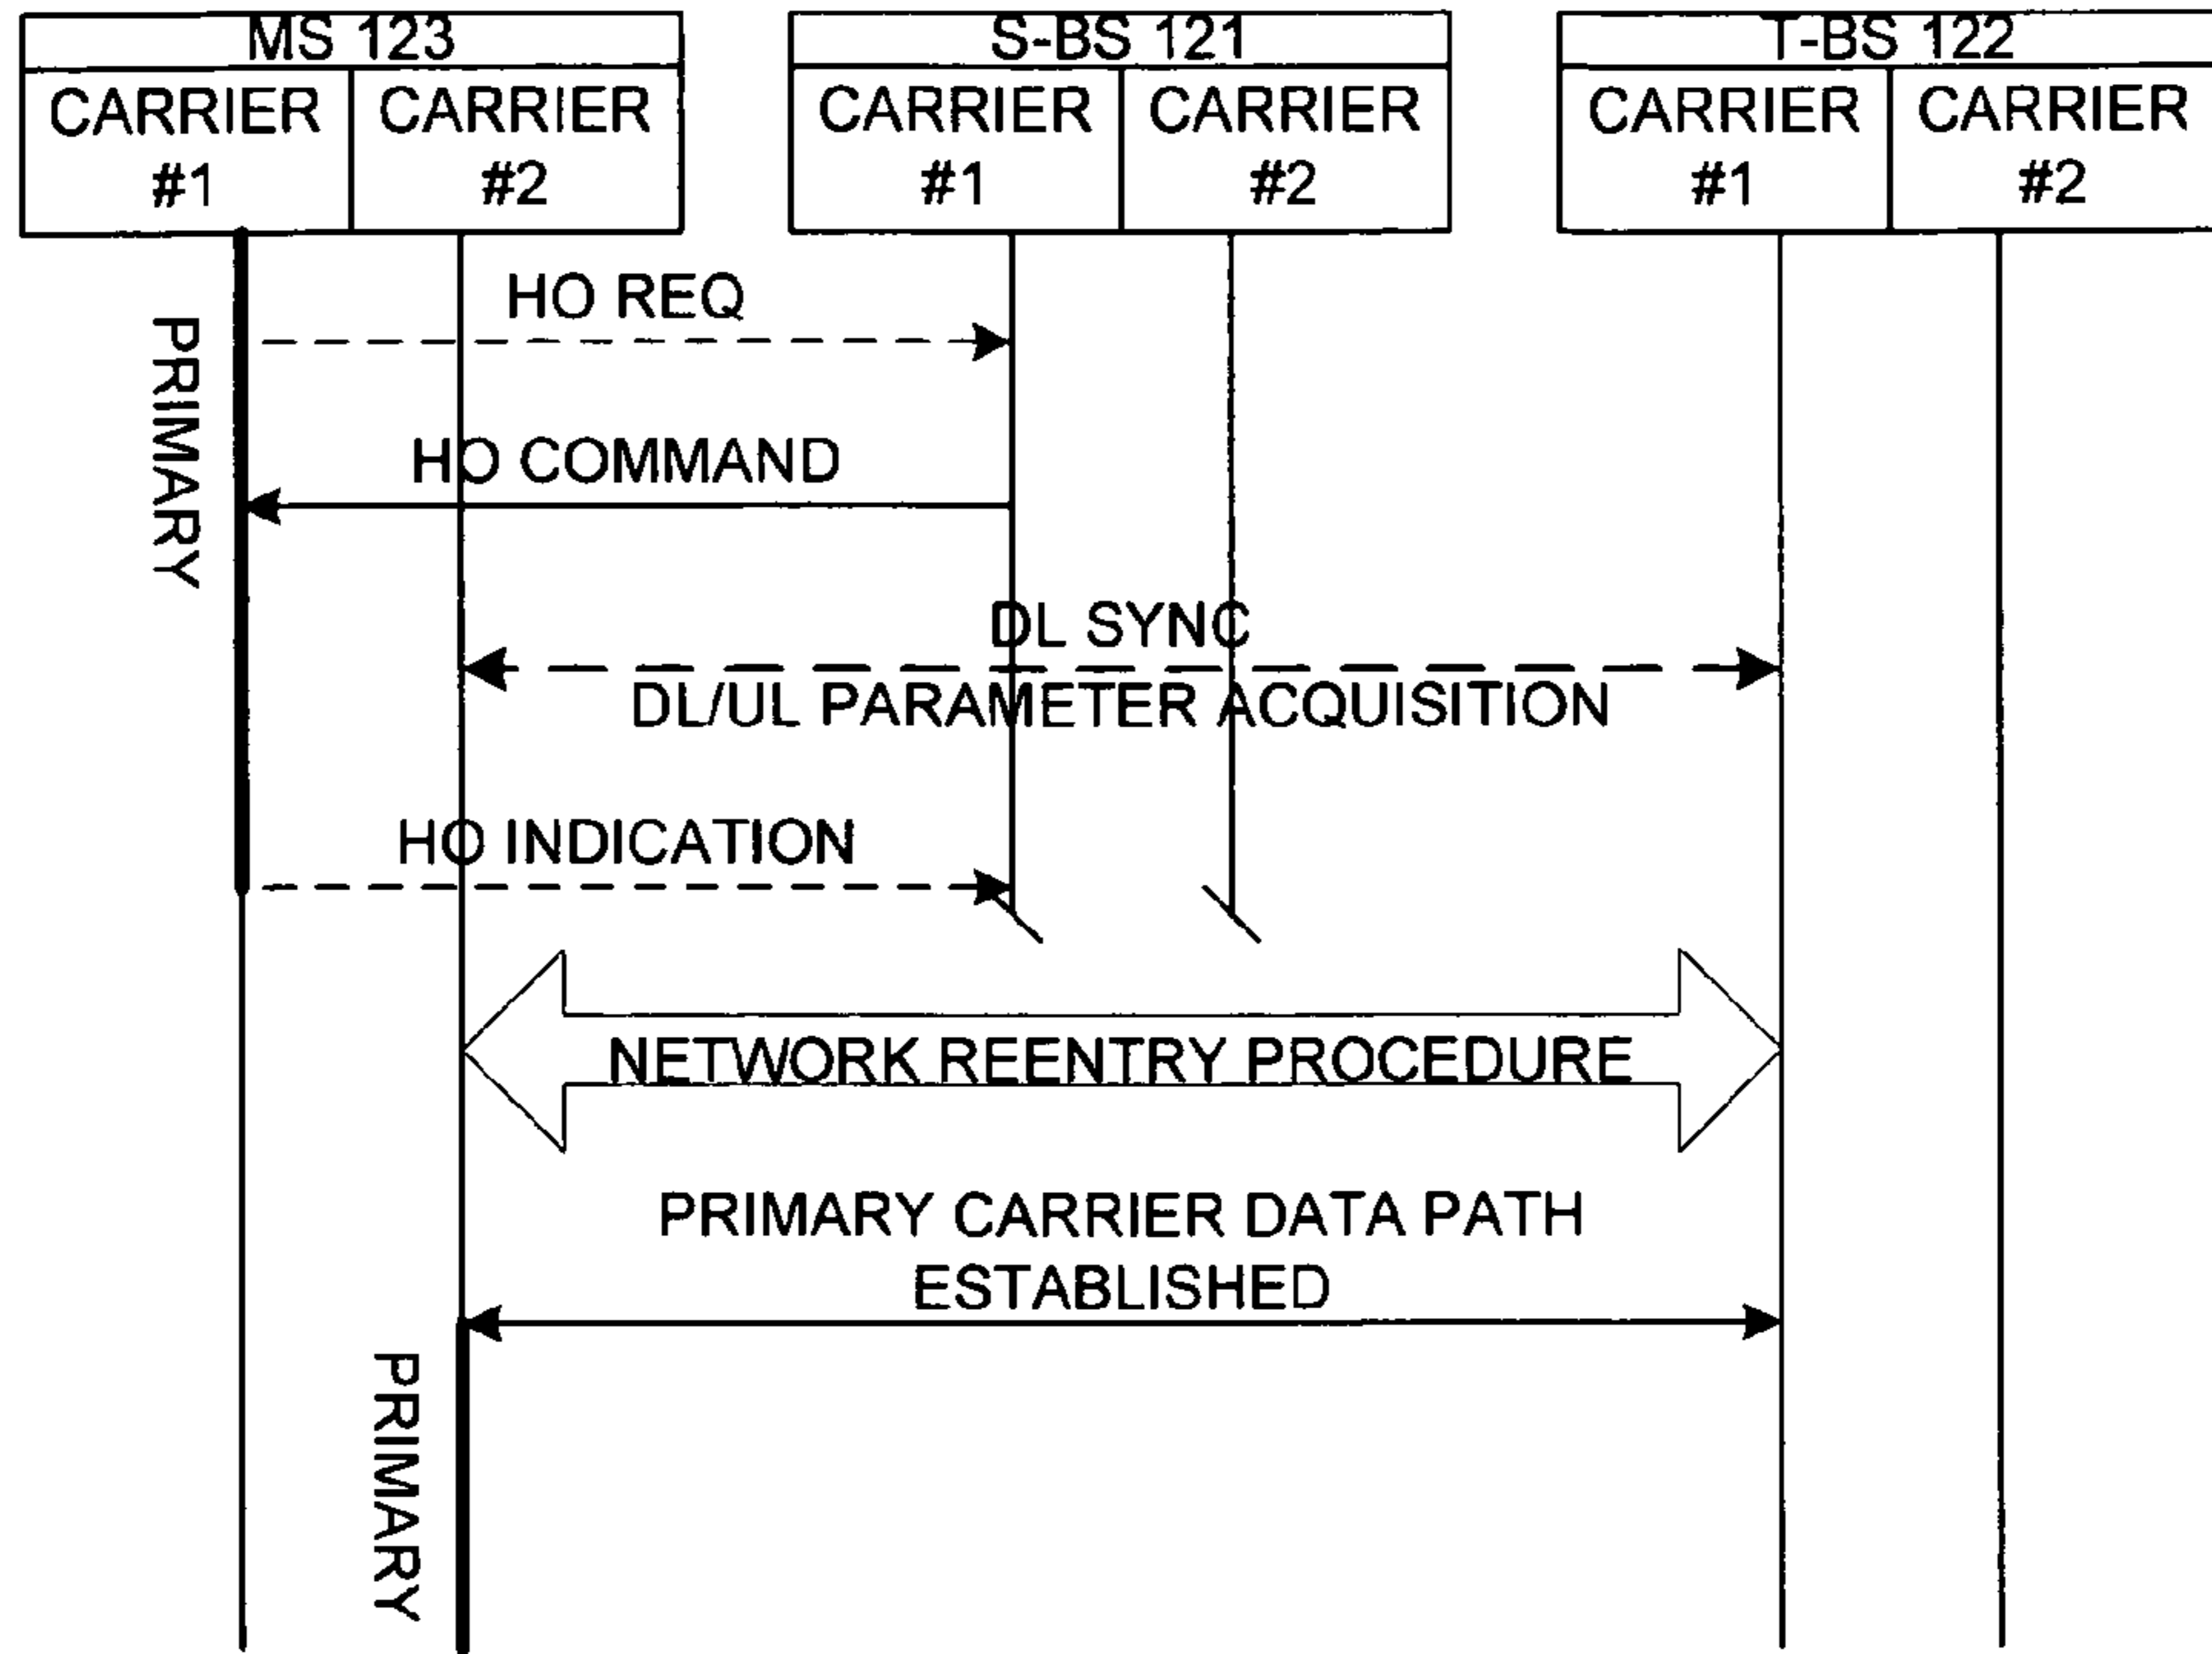 MS 123
S-BS 121
T-BS 122
CARRIER #1
CARRIER #2
CARRIER #1
CARRIER #2
CARRIER #1
CARRIER #2
HO REQ
PRIMARY
HO COMMAND
DL SYNC
DL/UL PARAMETER ACQUISITION
HO INDICATION
NETWORK REENTRY PROCEDURE
PRIMARY CARRIER DATA PATH
ESTABLISHED
PRIMARY